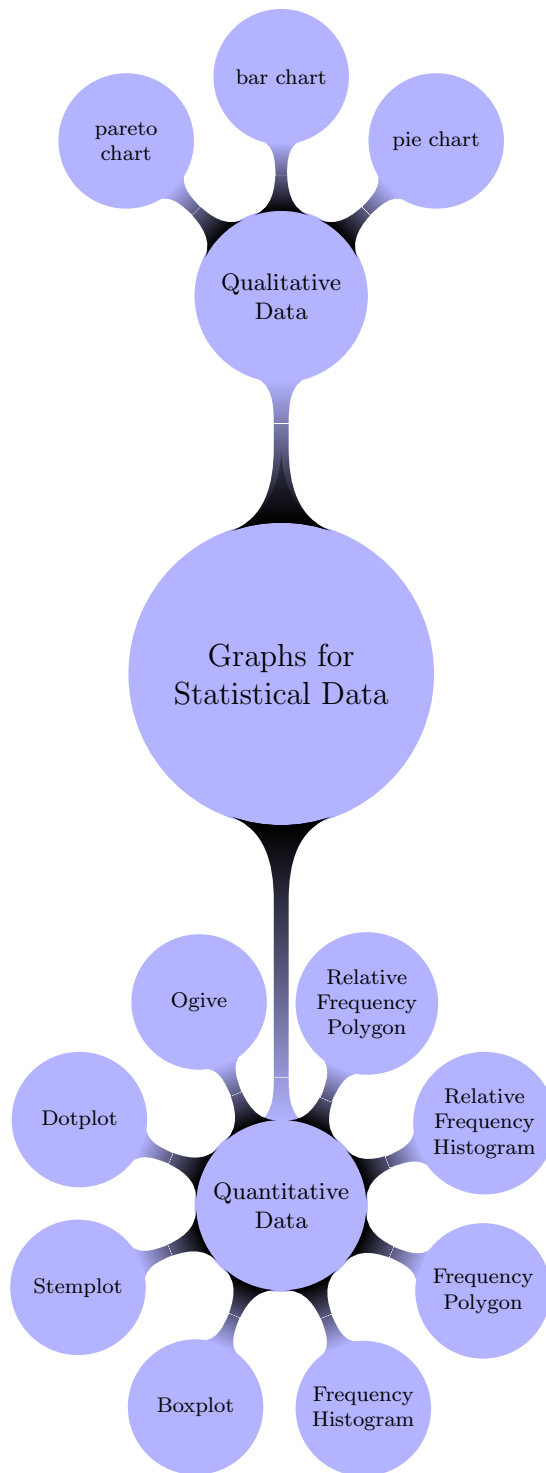 bar chart
pareto
chart
pie chart
Qualitative
Data
Graphs for
Statistical Data
Ogive
Relative
Frequency
Polygon
Dotplot
Relative
Frequency
Histogram
Quantitative
Data
Stemplot
Frequency
Polygon
Boxplot
Frequency
Histogram